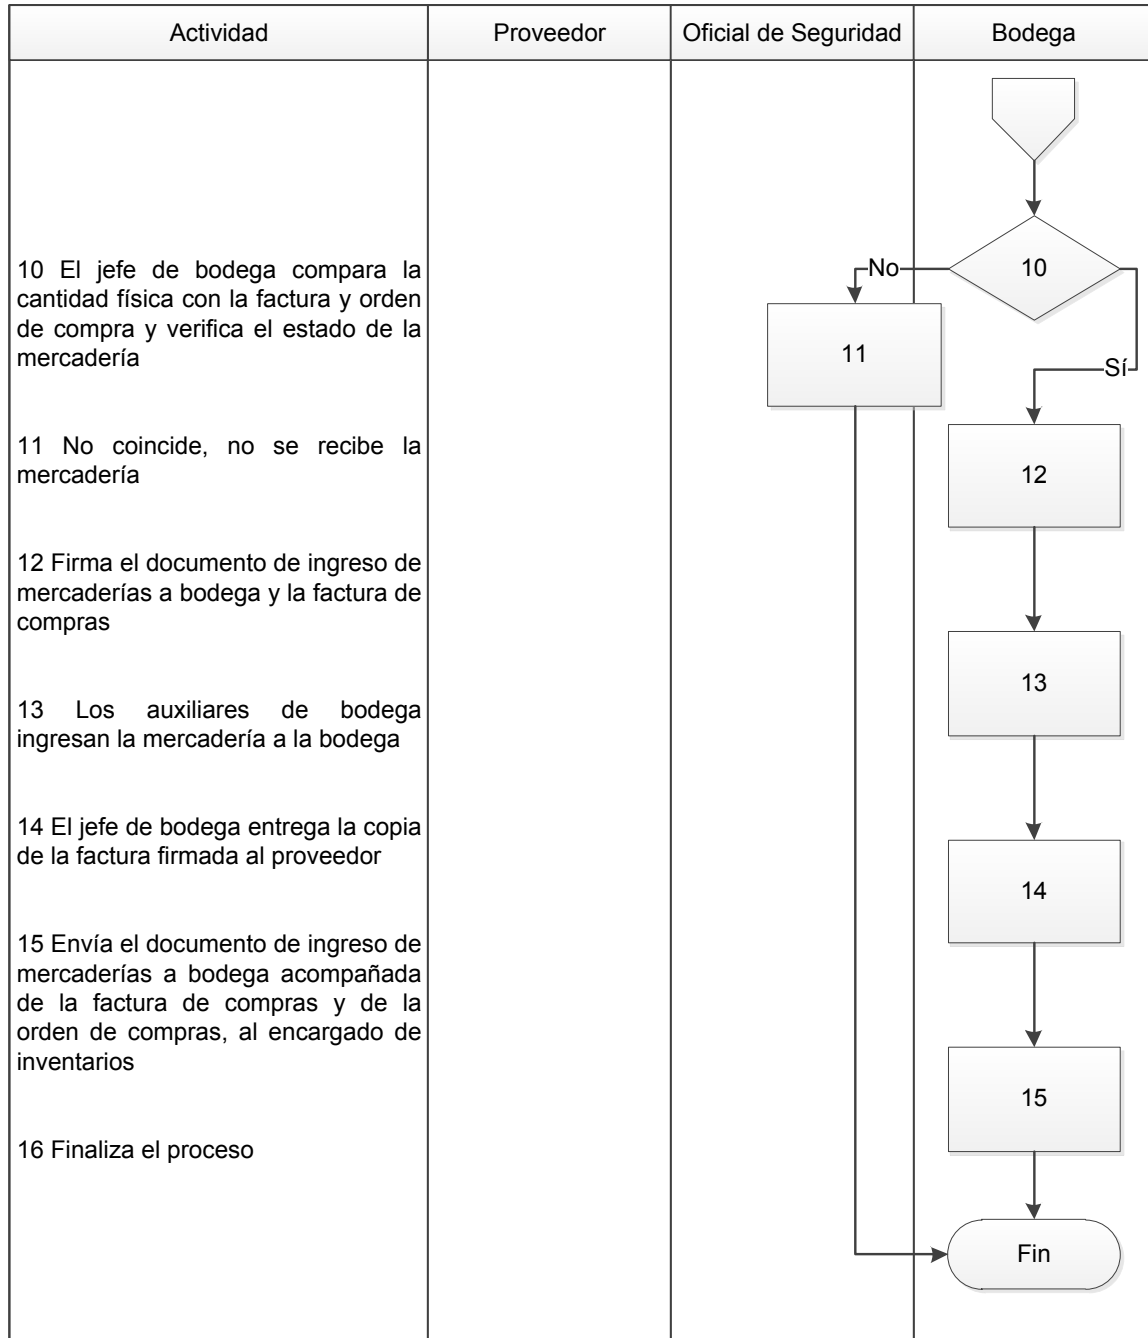 Actividad
Proveedor
Oficial de Seguridad
Bodega
10 El jefe de bodega compara la
cantidad física con la factura y orden
de compra y verifica el estado de la
mercadería
11 No coincide, no se recibe la
mercadería
12 Firma el documento de ingreso de
mercaderías a bodega y la factura de
compras
13 Los auxiliares de bodega
ingresan la mercadería a la bodega
14 El jefe de bodega entrega la copia
de la factura firmada al proveedor
15 Envía el documento de ingreso de
mercaderías a bodega acompañada
de la factura de compras y de la
orden de compras, al encargado de
inventarios
16 Finaliza el proceso
10
No
11
Sí
12
13
14
15
Fin